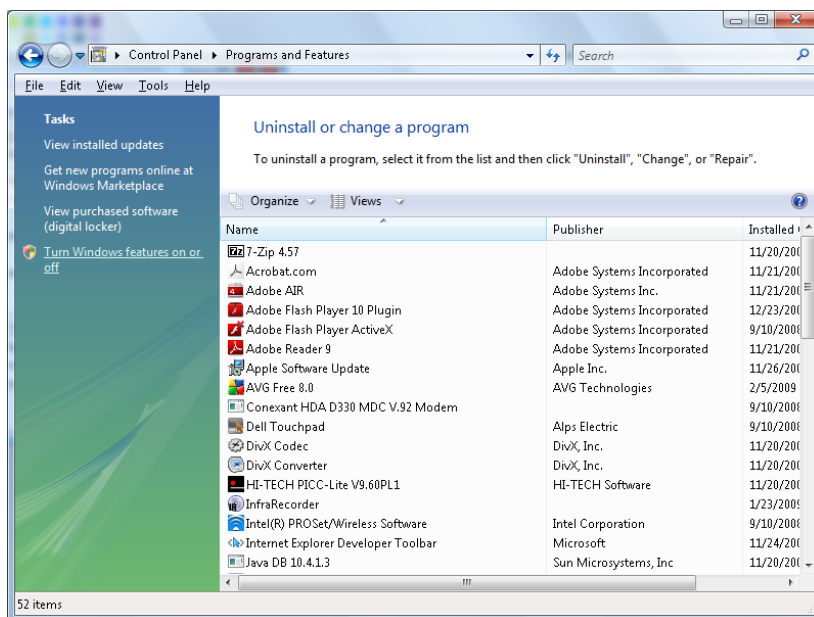 Control Panel ▸ Programs and Features
Search
File Edit View Tools Help
Tasks
View installed updates
Get new programs online at
Windows Marketplace
View purchased software
(digital locker)
Turn Windows features on or
off
Uninstall or change a program
To uninstall a program, select it from the list and then click "Uninstall", "Change", or "Repair".
Organize Views
Name Publisher Installed
7-Zip 4.57 11/20/200
Acrobat.com Adobe Systems Incorporated 11/21/200
Adobe AIR Adobe Systems Inc. 11/21/200
Adobe Flash Player 10 Plugin Adobe Systems Incorporated 12/23/200
Adobe Flash Player ActiveX Adobe Systems Incorporated 9/10/2008
Adobe Reader 9 Adobe Systems Incorporated 11/21/200
Apple Software Update Apple Inc. 11/26/200
AVG Free 8.0 AVG Technologies 2/5/2009
Conexant HDA D330 MDC V.92 Modem 9/10/2008
Dell Touchpad Alps Electric 9/10/2008
DivX Codec DivX, Inc. 11/20/200
DivX Converter DivX, Inc. 11/20/200
HI-TECH PICC-Lite V9.60PL1 HI-TECH Software 11/20/200
InfraRecorder 1/23/2009
Intel(R) PROSet/Wireless Software Intel Corporation 9/10/2008
Internet Explorer Developer Toolbar Microsoft 11/24/200
Java DB 10.4.1.3 Sun Microsystems, Inc 11/20/200
52 items